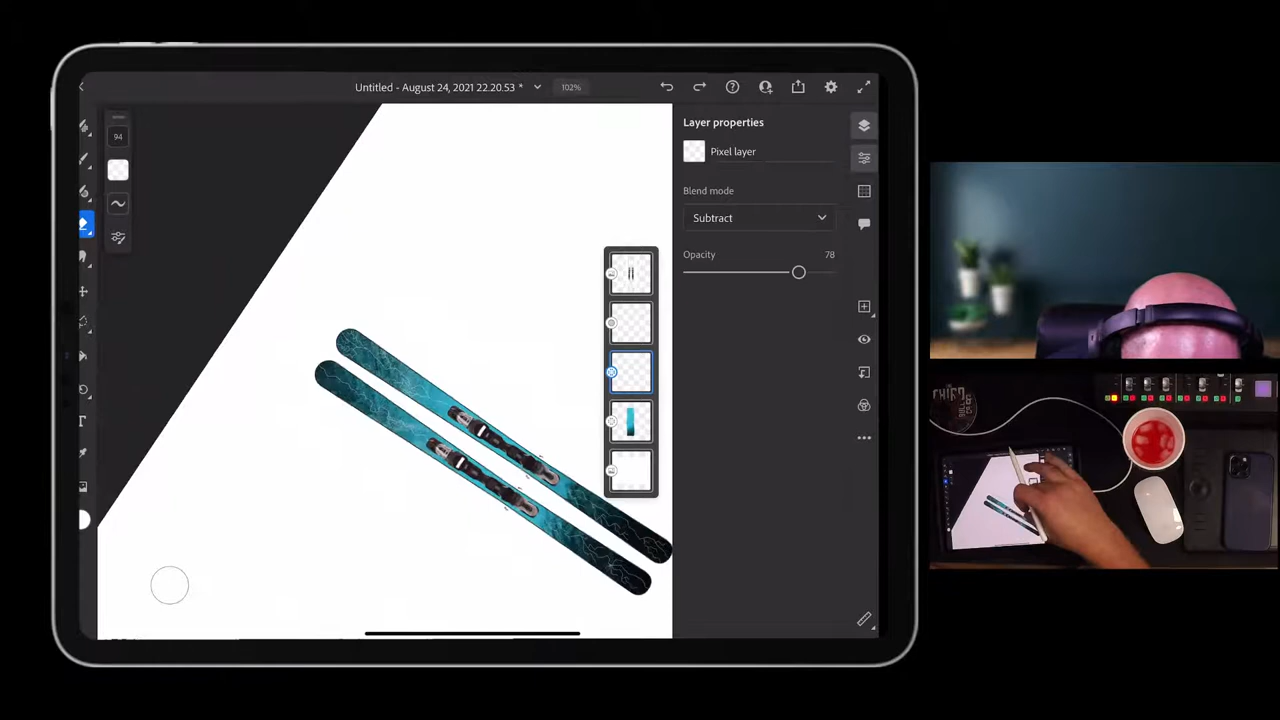 Untitled - August 24, 2021 22.20.53 *
102%
94
Layer properties
Pixel layer
Blend mode
Subtract
Opacity
78
T